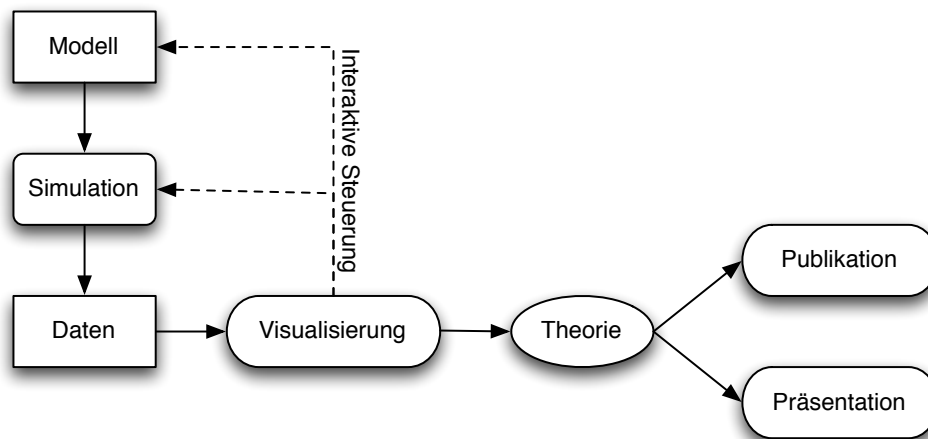 Modell
Interaktive Steuerung
Simulation
Publikation
Daten
Visualisierung
Theorie
Präsentation